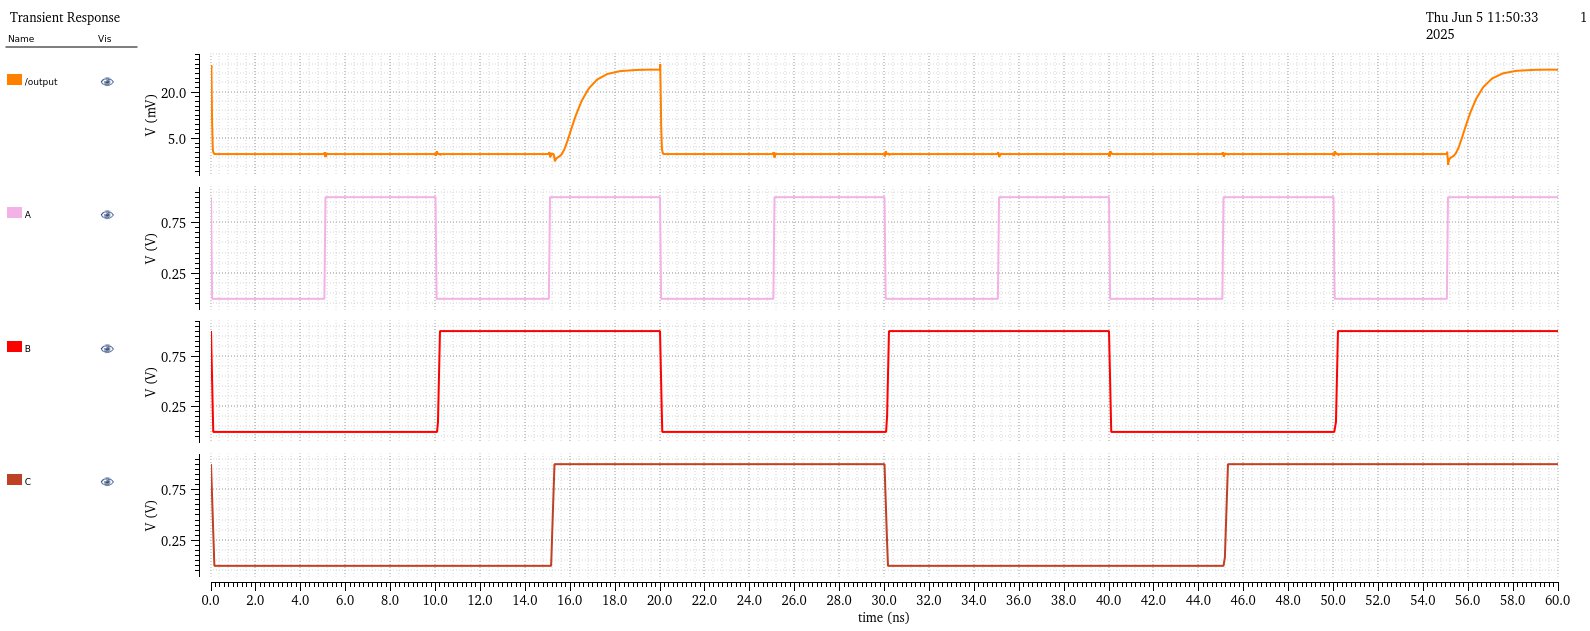 Transient Response
Thu Jun 5 11:50:33 1
2025
Name Vis
/output
V (mV)
20.0
5.0
A
V (V)
0.75
0.25
B
V (V)
0.75
0.25
C
V (V)
0.75
0.25
0.0 2.0 4.0 6.0 8.0 10.0 12.0 14.0 16.0 18.0 20.0 22.0 24.0 26.0 28.0 30.0 32.0 34.0 36.0 38.0 40.0 42.0 44.0 46.0 48.0 50.0 52.0 54.0 56.0 58.0 60.0
time (ns)